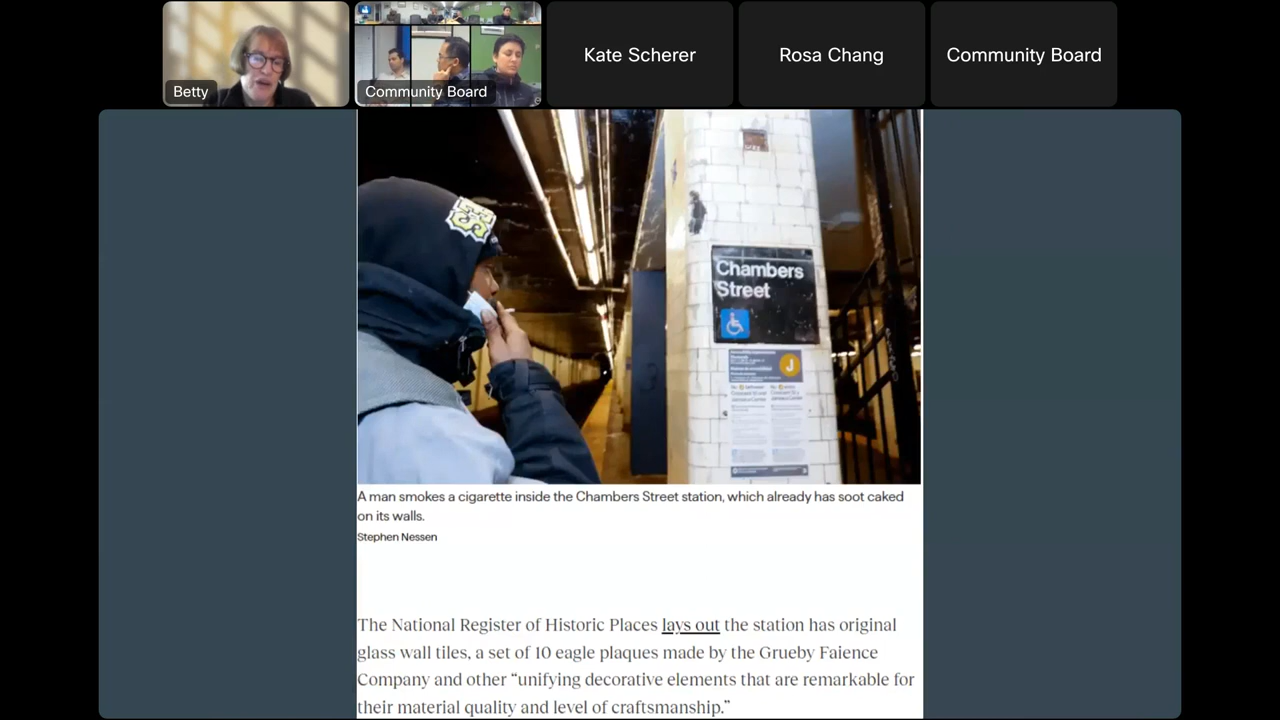 Betty
Community Board
Kate Scherer
Rosa Chang
Community Board
Chambers
Street
J
A man smokes a cigarette inside the Chambers Street station, which already has soot caked
on its walls.
Stephen Nessen
The National Register of Historic Places lays out the station has original
glass wall tiles, a set of 10 eagle plaques made by the Grueby Faience
Company and other “unifying decorative elements that are remarkable for
their material quality and level of craftsmanship.”